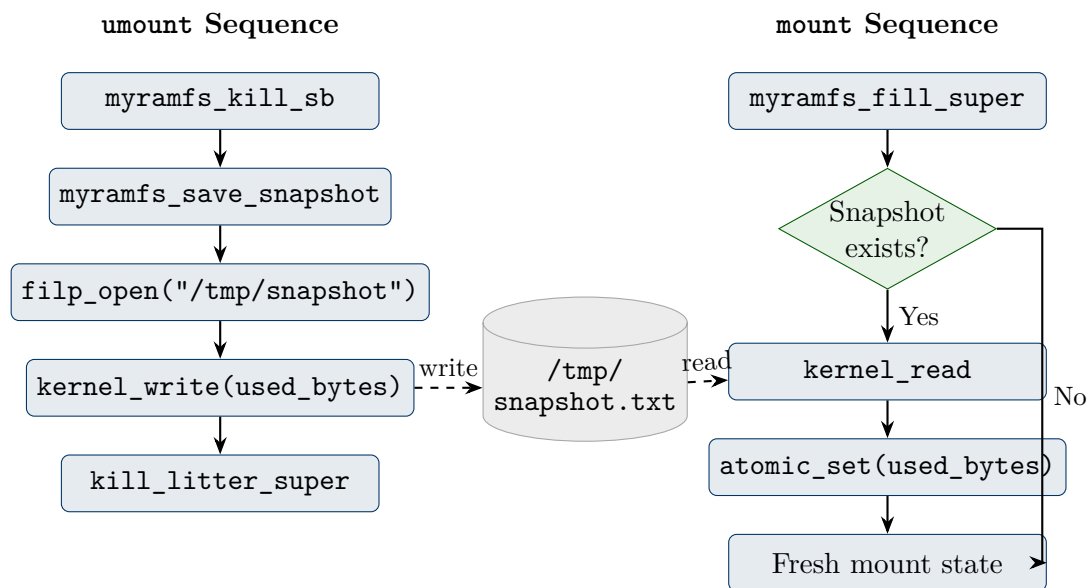 umount Sequence
myramfs_kill_sb
myramfs_save_snapshot
filp_open("/tmp/snapshot")
kernel_write(used_bytes)
kill_litter_super
write
/tmp/
snapshot.txt
read
mount Sequence
myramfs_fill_super
Snapshot
exists?
Yes
No
kernel_read
atomic_set(used_bytes)
Fresh mount state